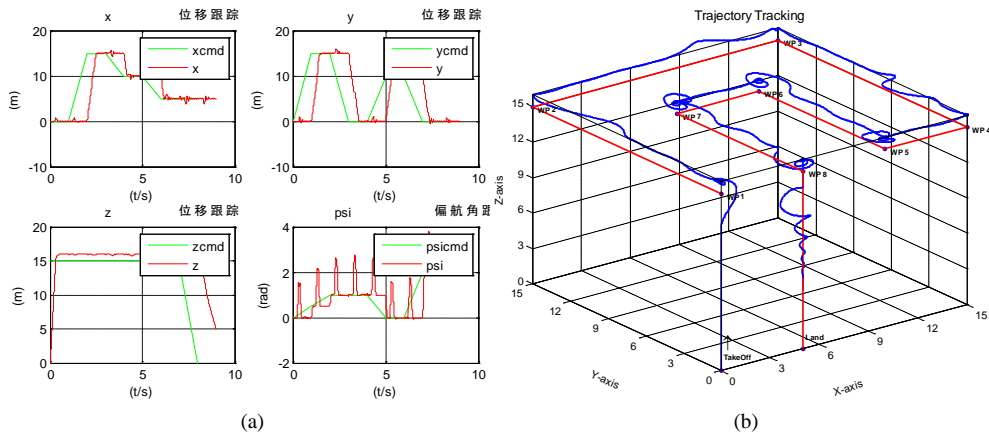 x
位移跟踪
20
10
0
-10
(m)
xcmd
x
0
5
10
(t/s)
y
位移跟踪
20
10
0
-10
(m)
ycmd
y
0
5
10
(t/s)
z
位移跟踪
20
15
10
5
0
(m)
zcmd
z
0
5
10
(t/s)
psi
偏航角跟
4
2
0
-2
(rad)
psicmd
psi
0
5
10
(t/s)
(a)
Trajectory Tracking
Z-axis
15
12
9
6
3
0
Y-axis
15
12
9
6
3
0
X-axis
0
3
6
9
12
15
WP 3
WP 2
WP 6
WP 7
WP 4
WP 5
WP 8
WP 1
Land
TakeOff
(b)